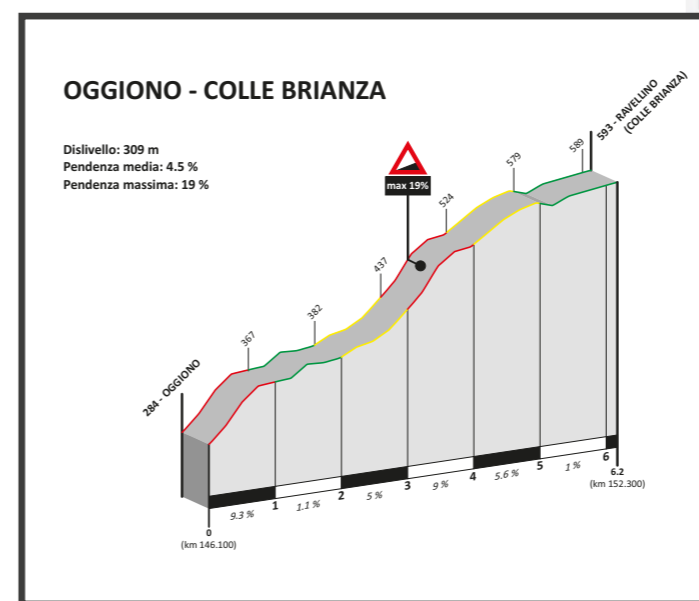 OGGIONO - COLLE BRIANZA
Dislivello: 309 m
Pendenza media: 4.5 %
Pendenza massima: 19 %
max 19%
593 - RAVELLINO
(COLLE BRIANZA)
589
579
524
437
382
367
284 - OGGIONO
0
1
2
3
4
5
6
6.2
9.3 %
1.1 %
5 %
9 %
5.6 %
1 %
(km 146.100)
(km 152.300)